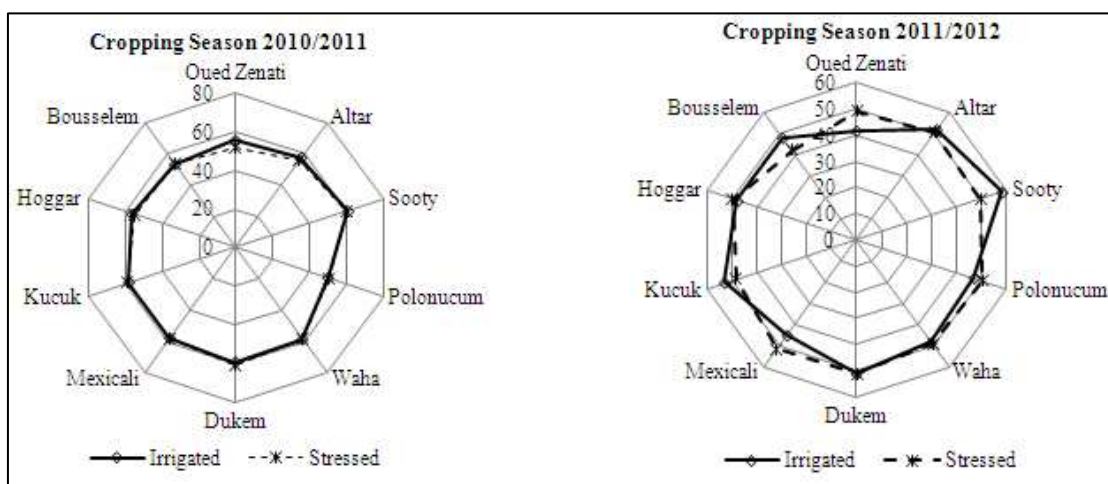 Cropping Season 2010/2011
Oued Zenati
80
Bousselem
Altar
60
40
Hoggar
Sooty
20
0
Kucuk
Polonucum
Mexicali
Waha
Dukem
Irrigated
Stressed
Cropping Season 2011/2012
Oued Zenati
60
Bousselem
50
Altar
40
30
Hoggar
20
Sooty
10
0
Kucuk
Polonucum
Mexicali
Waha
Dukem
Irrigated
Stressed